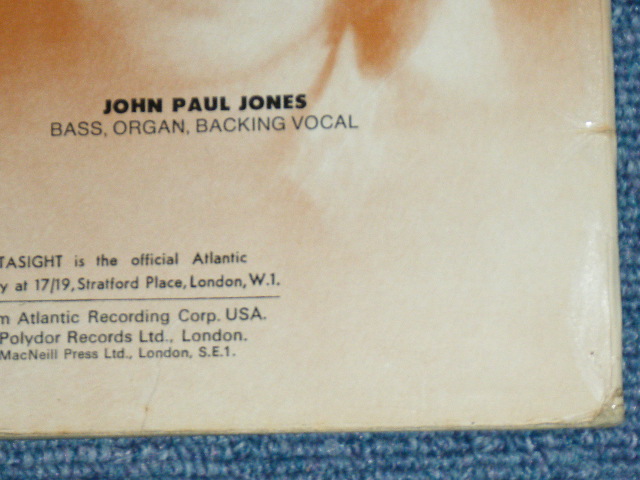 JOHN PAUL JONES
BASS, ORGAN, BACKING VOCAL
TASIGHT is the official Atlantic
y at 17/19, Stratford Place, London, W.1.
m Atlantic Recording Corp. USA.
Polydor Records Ltd., London.
MacNeill Press Ltd., London, S.E.1.